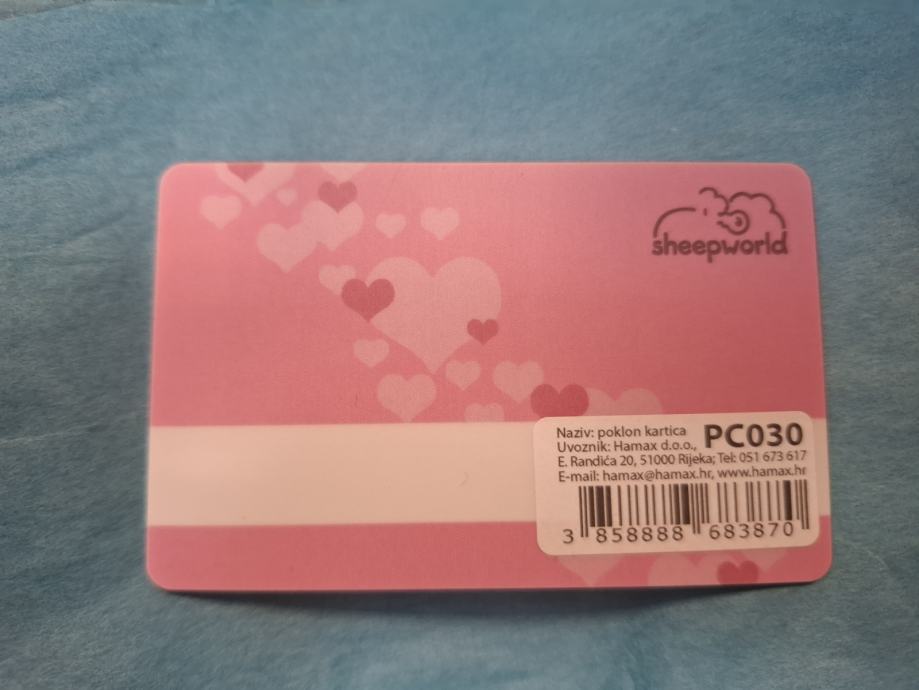 sheepworld
Naziv: poklon kartica PC030
Uvoznik: Hamax d.o.o.,
E. Randića 20, 51000 Rijeka; Tel: 051 673 617
E-mail: hamax@hamax.hr, www.hamax.hr
3 858888 683870